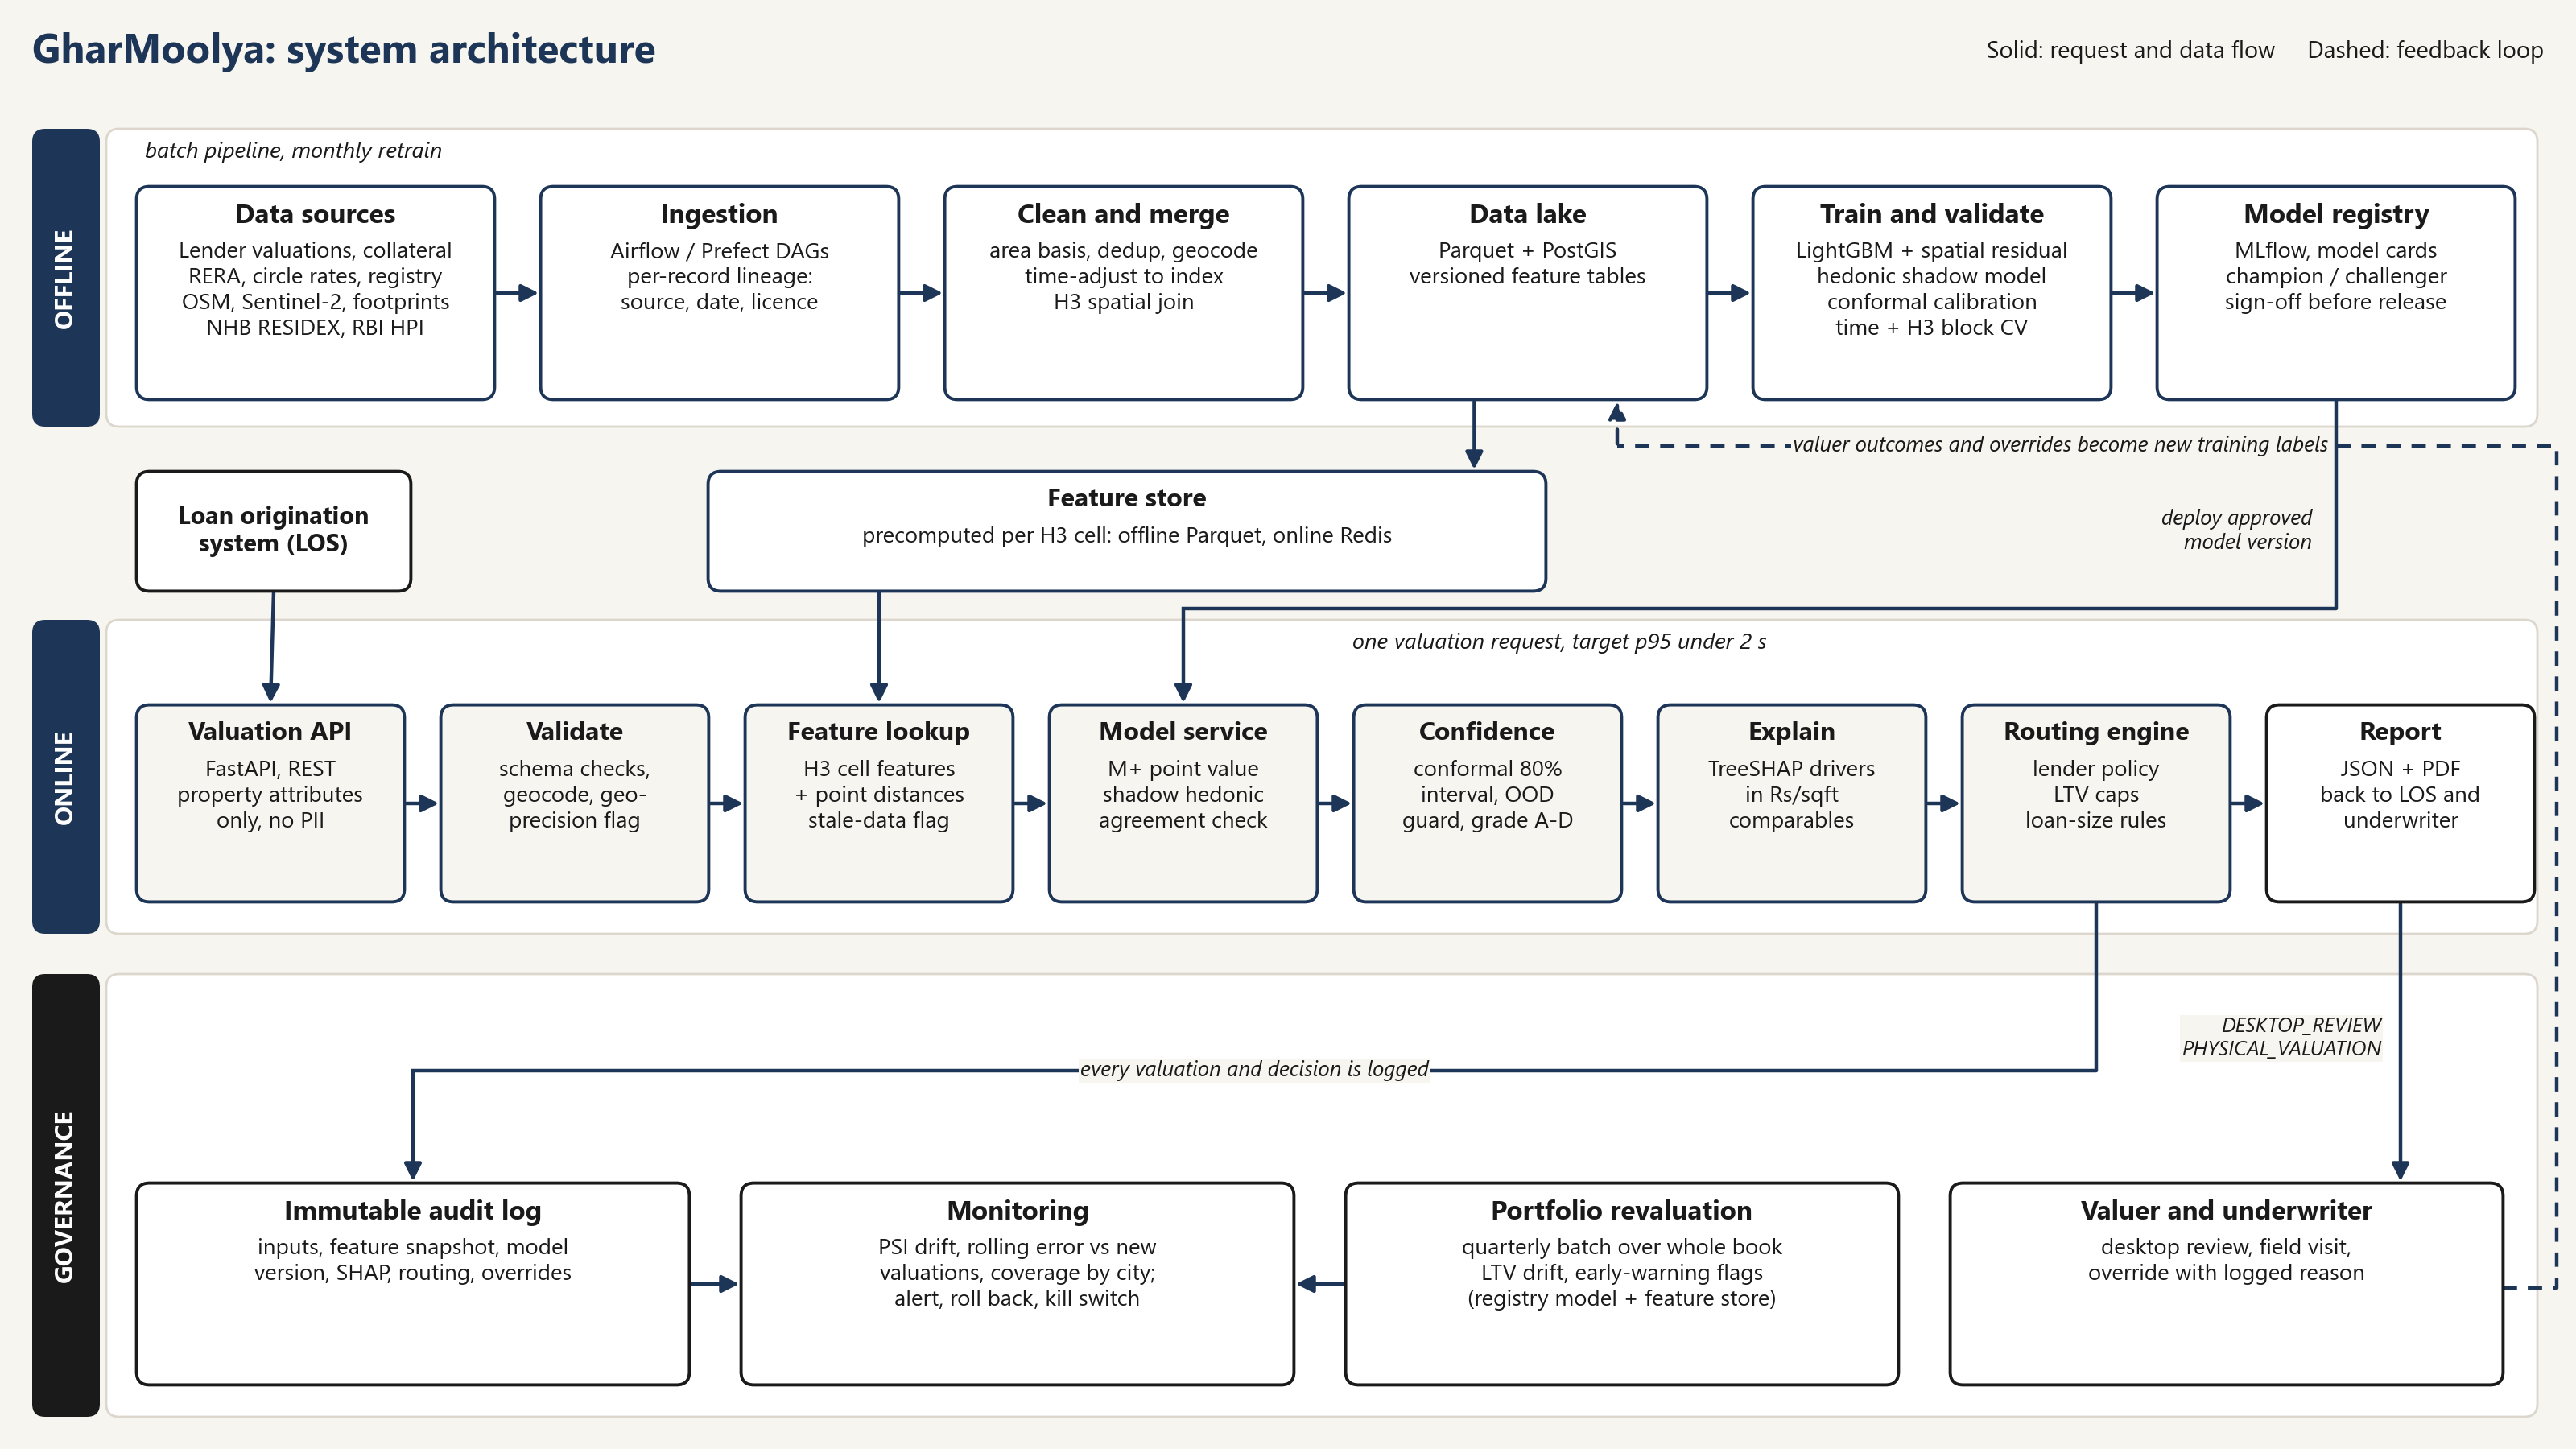 GharMoolya: system architecture
Solid: request and data flow
Dashed: feedback loop
OFFLINE
batch pipeline, monthly retrain
Data sources
Lender valuations, collateral
RERA, circle rates, registry
OSM, Sentinel-2, footprints
NHB RESIDEX, RBI HPI
Ingestion
Airflow / Prefect DAGs
per-record lineage:
source, date, licence
Clean and merge
area basis, dedup, geocode
time-adjust to index
H3 spatial join
Data lake
Parquet + PostGIS
versioned feature tables
Train and validate
LightGBM + spatial residual
hedonic shadow model
conformal calibration
time + H3 block CV
Model registry
MLflow, model cards
champion / challenger
sign-off before release
valuer outcomes and overrides become new training labels
Loan origination
system (LOS)
Feature store
precomputed per H3 cell: offline Parquet, online Redis
deploy approved
model version
ONLINE
one valuation request, target p95 under 2 s
Valuation API
FastAPI, REST
property attributes
only, no PII
Validate
schema checks,
geocode, geo-
precision flag
Feature lookup
H3 cell features
+ point distances
stale-data flag
Model service
M+ point value
shadow hedonic
agreement check
Confidence
conformal 80%
interval, OOD
guard, grade A-D
Explain
TreeSHAP drivers
in Rs/sqft
comparables
Routing engine
lender policy
LTV caps
loan-size rules
Report
JSON + PDF
back to LOS and
underwriter
GOVERNANCE
DESKTOP_REVIEW
PHYSICAL_VALUATION
every valuation and decision is logged
Immutable audit log
inputs, feature snapshot, model
version, SHAP, routing, overrides
Monitoring
PSI drift, rolling error vs new
valuations, coverage by city;
alert, roll back, kill switch
Portfolio revaluation
quarterly batch over whole book
LTV drift, early-warning flags
(registry model + feature store)
Valuer and underwriter
desktop review, field visit,
override with logged reason